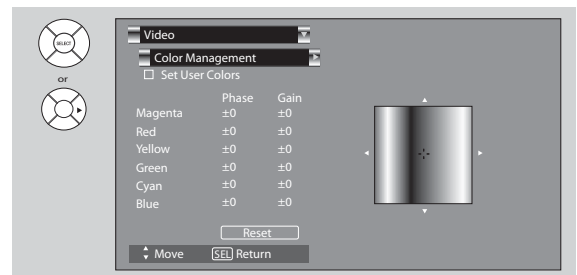 SELECT
or
Video
Color Management
Set User Colors
Phase Gain
Magenta ±0 ±0
Red ±0 ±0
Yellow ±0 ±0
Green ±0 ±0
Cyan ±0 ±0
Blue ±0 ±0
Reset
Move SEL Return